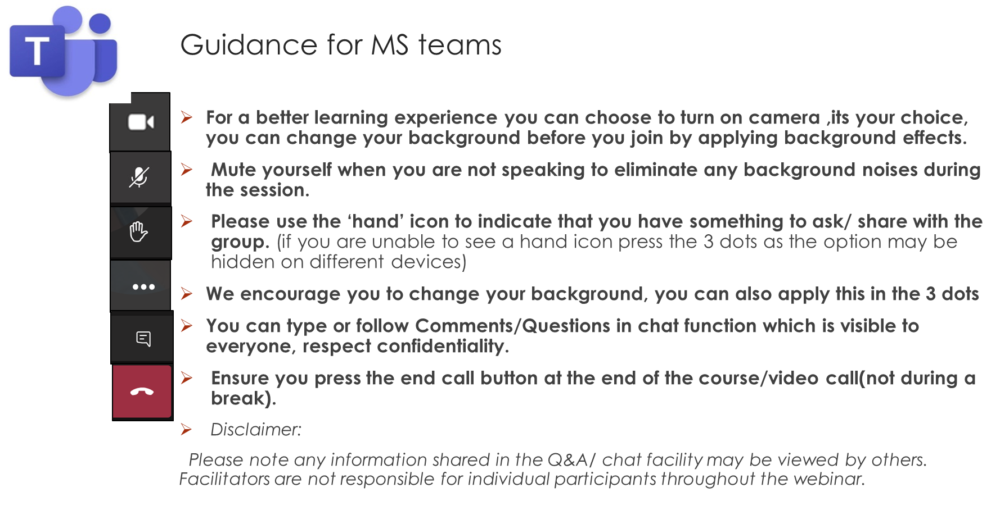 T
Guidance for MS teams
For a better learning experience you can choose to turn on camera ,its your choice,
you can change your background before you join by applying background effects.
Mute yourself when you are not speaking to eliminate any background noises during
the session.
Please use the ‘hand’ icon to indicate that you have something to ask/ share with the
group. (if you are unable to see a hand icon press the 3 dots as the option may be
hidden on different devices)
We encourage you to change your background, you can also apply this in the 3 dots
You can type or follow Comments/Questions in chat function which is visible to
everyone, respect confidentiality.
Ensure you press the end call button at the end of the course/video call(not during a
break).
Disclaimer:
Please note any information shared in the Q&A/ chat facility may be viewed by others.
Facilitators are not responsible for individual participants throughout the webinar.